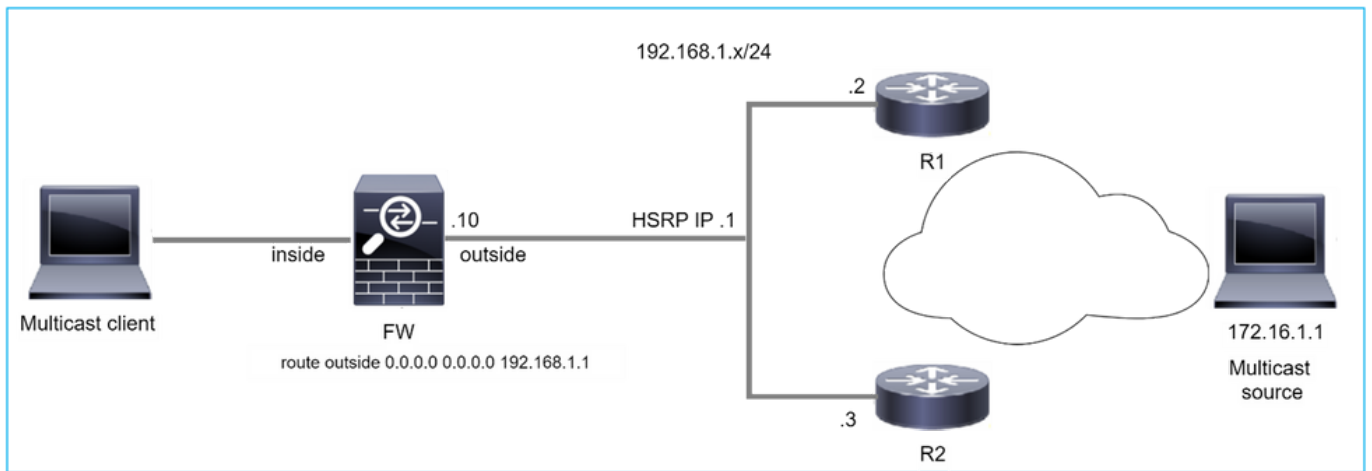 192.168.1.x/24
.2
R1
.10
HSRP IP .1
inside
outside
Multicast client
FW
route outside 0.0.0.0 0.0.0.0 192.168.1.1
172.16.1.1
Multicast
source
.3
R2